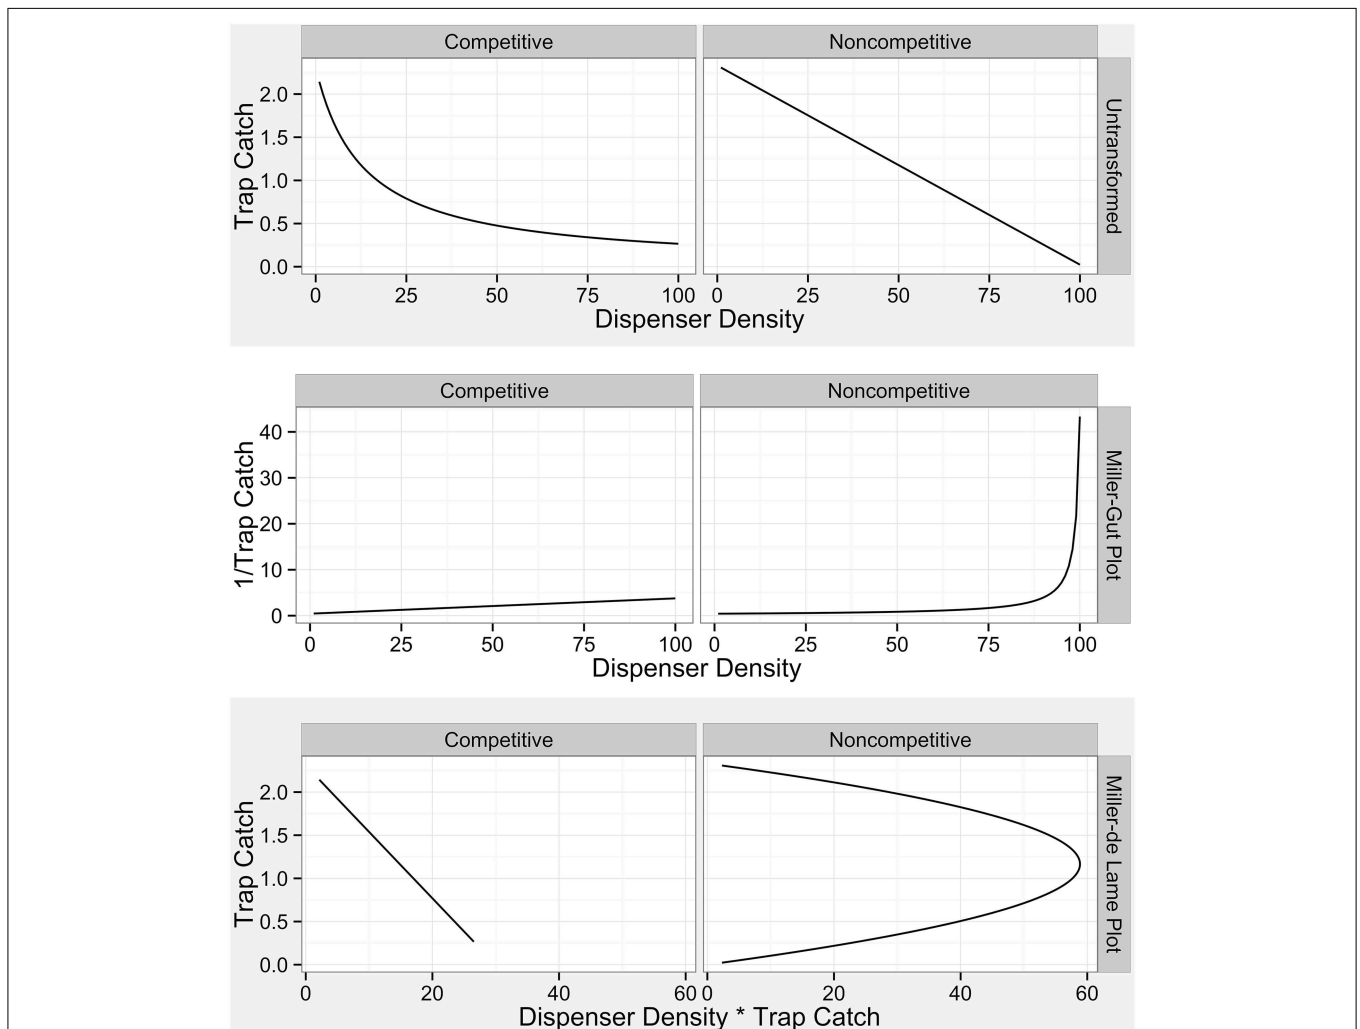 Competitive Noncompetitive
Trap Catch
2.0
1.5
1.0
0.5
0.0
Untransformed
0 25 50 75 100 0 25 50 75 100
Dispenser Density
Competitive Noncompetitive
1/Trap Catch
40
30
20
10
0
Miller-Gut Plot
0 25 50 75 100 0 25 50 75 100
Dispenser Density
Competitive Noncompetitive
Trap Catch
2.0
1.5
1.0
0.5
0.0
Miller-de Lame Plot
0 20 40 60 0 20 40 60
Dispenser Density * Trap Catch